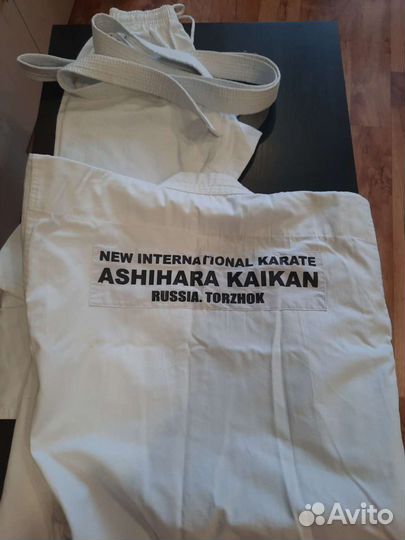 NEW INTERNATIONAL KARATE
ASHIHARA KAIKAN
RUSSIA. TORZHOK
Avito